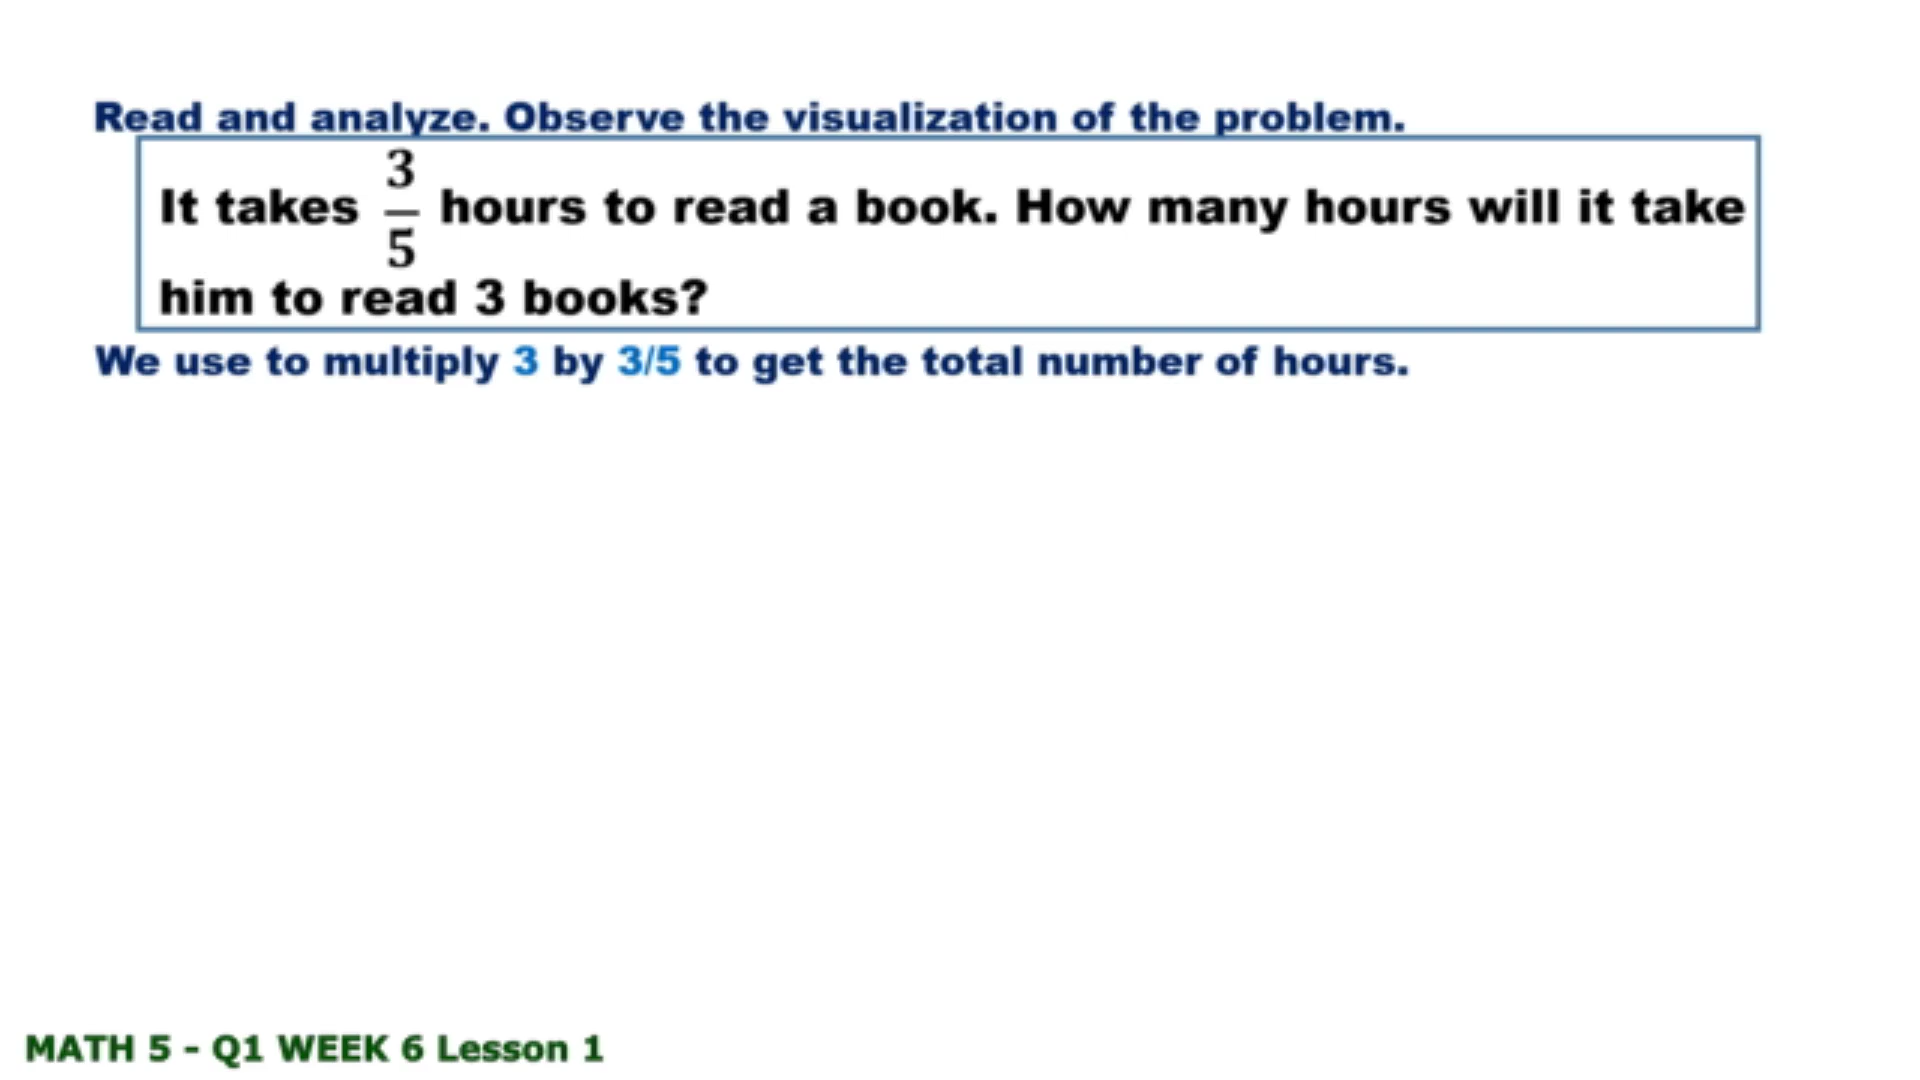 Read and analyze. Observe the visualization of the problem.
It takes 3/5 hours to read a book. How many hours will it take
him to read 3 books?
We use to multiply 3 by 3/5 to get the total number of hours.
MATH 5 - Q1 WEEK 6 Lesson 1